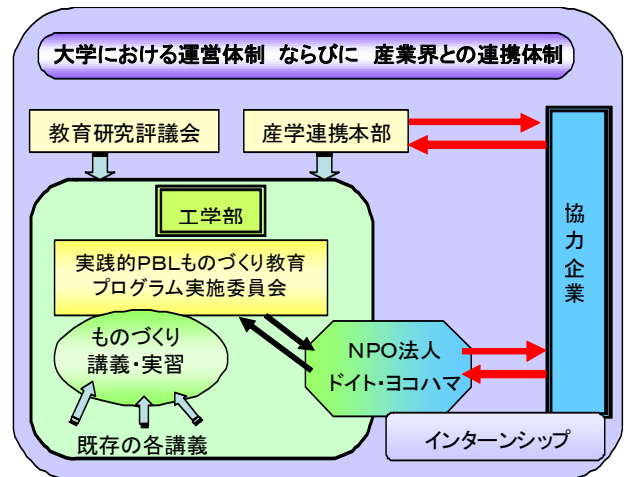 大学における運営体制 ならびに 産業界との連携体制
教育研究評議会
産学連携本部
工学部
実践的PBLものづくり教育
プログラム実施委員会
ものづくり
講義・実習
既存の各講義
NPO法人
ドイト・ヨコハマ
協力企業
インターンシップ